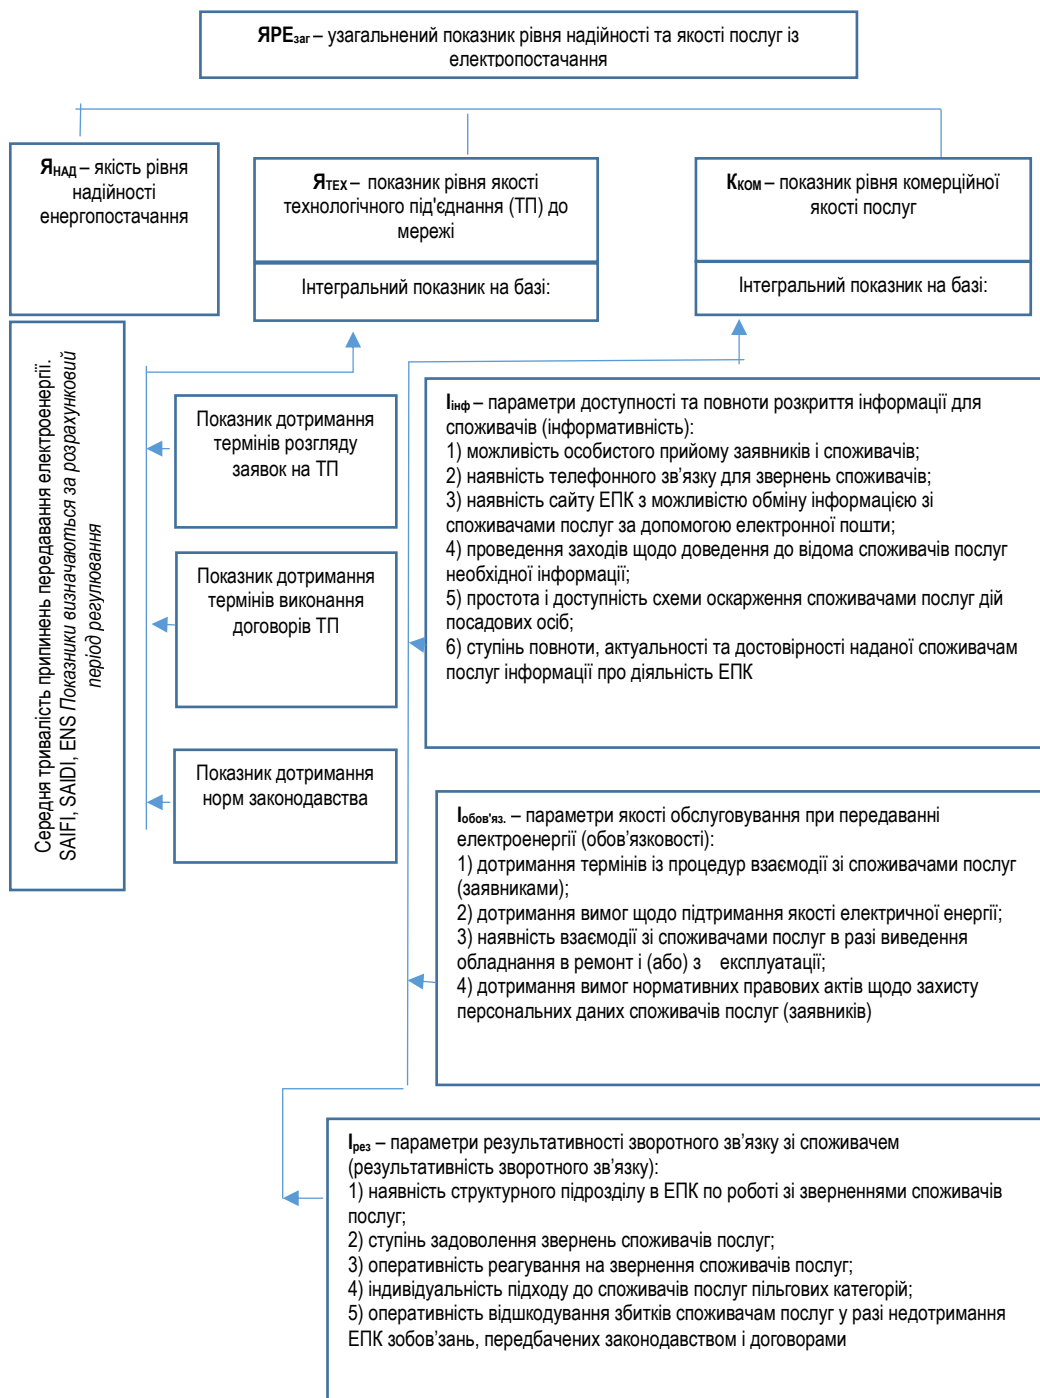 ЯРЕзаг – узагальнений показник рівня надійності та якості послуг із
електропостачання
ЯНАД – якість рівня
надійності
енергопостачання
ЯТЕХ – показник рівня якості
технологічного під'єднання (ТП) до
мережі
Інтегральний показник на базі:
ККОМ – показник рівня комерційної
якості послуг
Інтегральний показник на базі:
Середня тривалість припинень передавання електроенергії.
SAIFI, SAIDI, ENS Показники визначаються за розрахунковий
період регулювання
Показник дотримання
термінів розгляду
заявок на ТП
Показник дотримання
термінів виконання
договорів ТП
Показник дотримання
норм законодавства
Іінф – параметри доступності та повноти розкриття інформації для
споживачів (інформативність):
1) можливість особистого прийому заявників і споживачів;
2) наявність телефонного зв’язку для звернень споживачів;
3) наявність сайту ЕПК з можливістю обміну інформацією зі
споживачами послуг за допомогою електронної пошти;
4) проведення заходів щодо доведення до відома споживачів послуг
необхідної інформації;
5) простота і доступність схеми оскарження споживачами послуг дій
посадових осіб;
6) ступінь повноти, актуальності та достовірності наданої споживачам
послуг інформації про діяльність ЕПК
Іобов'яз. – параметри якості обслуговування при передаванні
електроенергії (обов’язковості):
1) дотримання термінів із процедур взаємодії зі споживачами послуг
(заявниками);
2) дотримання вимог щодо підтримання якості електричної енергії;
3) наявність взаємодії зі споживачами послуг в разі виведення
обладнання в ремонт і (або) з експлуатації;
4) дотримання вимог нормативних правових актів щодо захисту
персональних даних споживачів послуг (заявників)
Ірез – параметри результативності зворотного зв’язку зі споживачем
(результативність зворотного зв’язку):
1) наявність структурного підрозділу в ЕПК по роботі зі зверненнями споживачів
послуг;
2) ступінь задоволення звернень споживачів послуг;
3) оперативність реагування на звернення споживачів послуг;
4) індивідуальність підходу до споживачів послуг пільгових категорій;
5) оперативність відшкодування збитків споживачам послуг у разі недотримання
ЕПК зобов’язань, передбачених законодавством і договорами